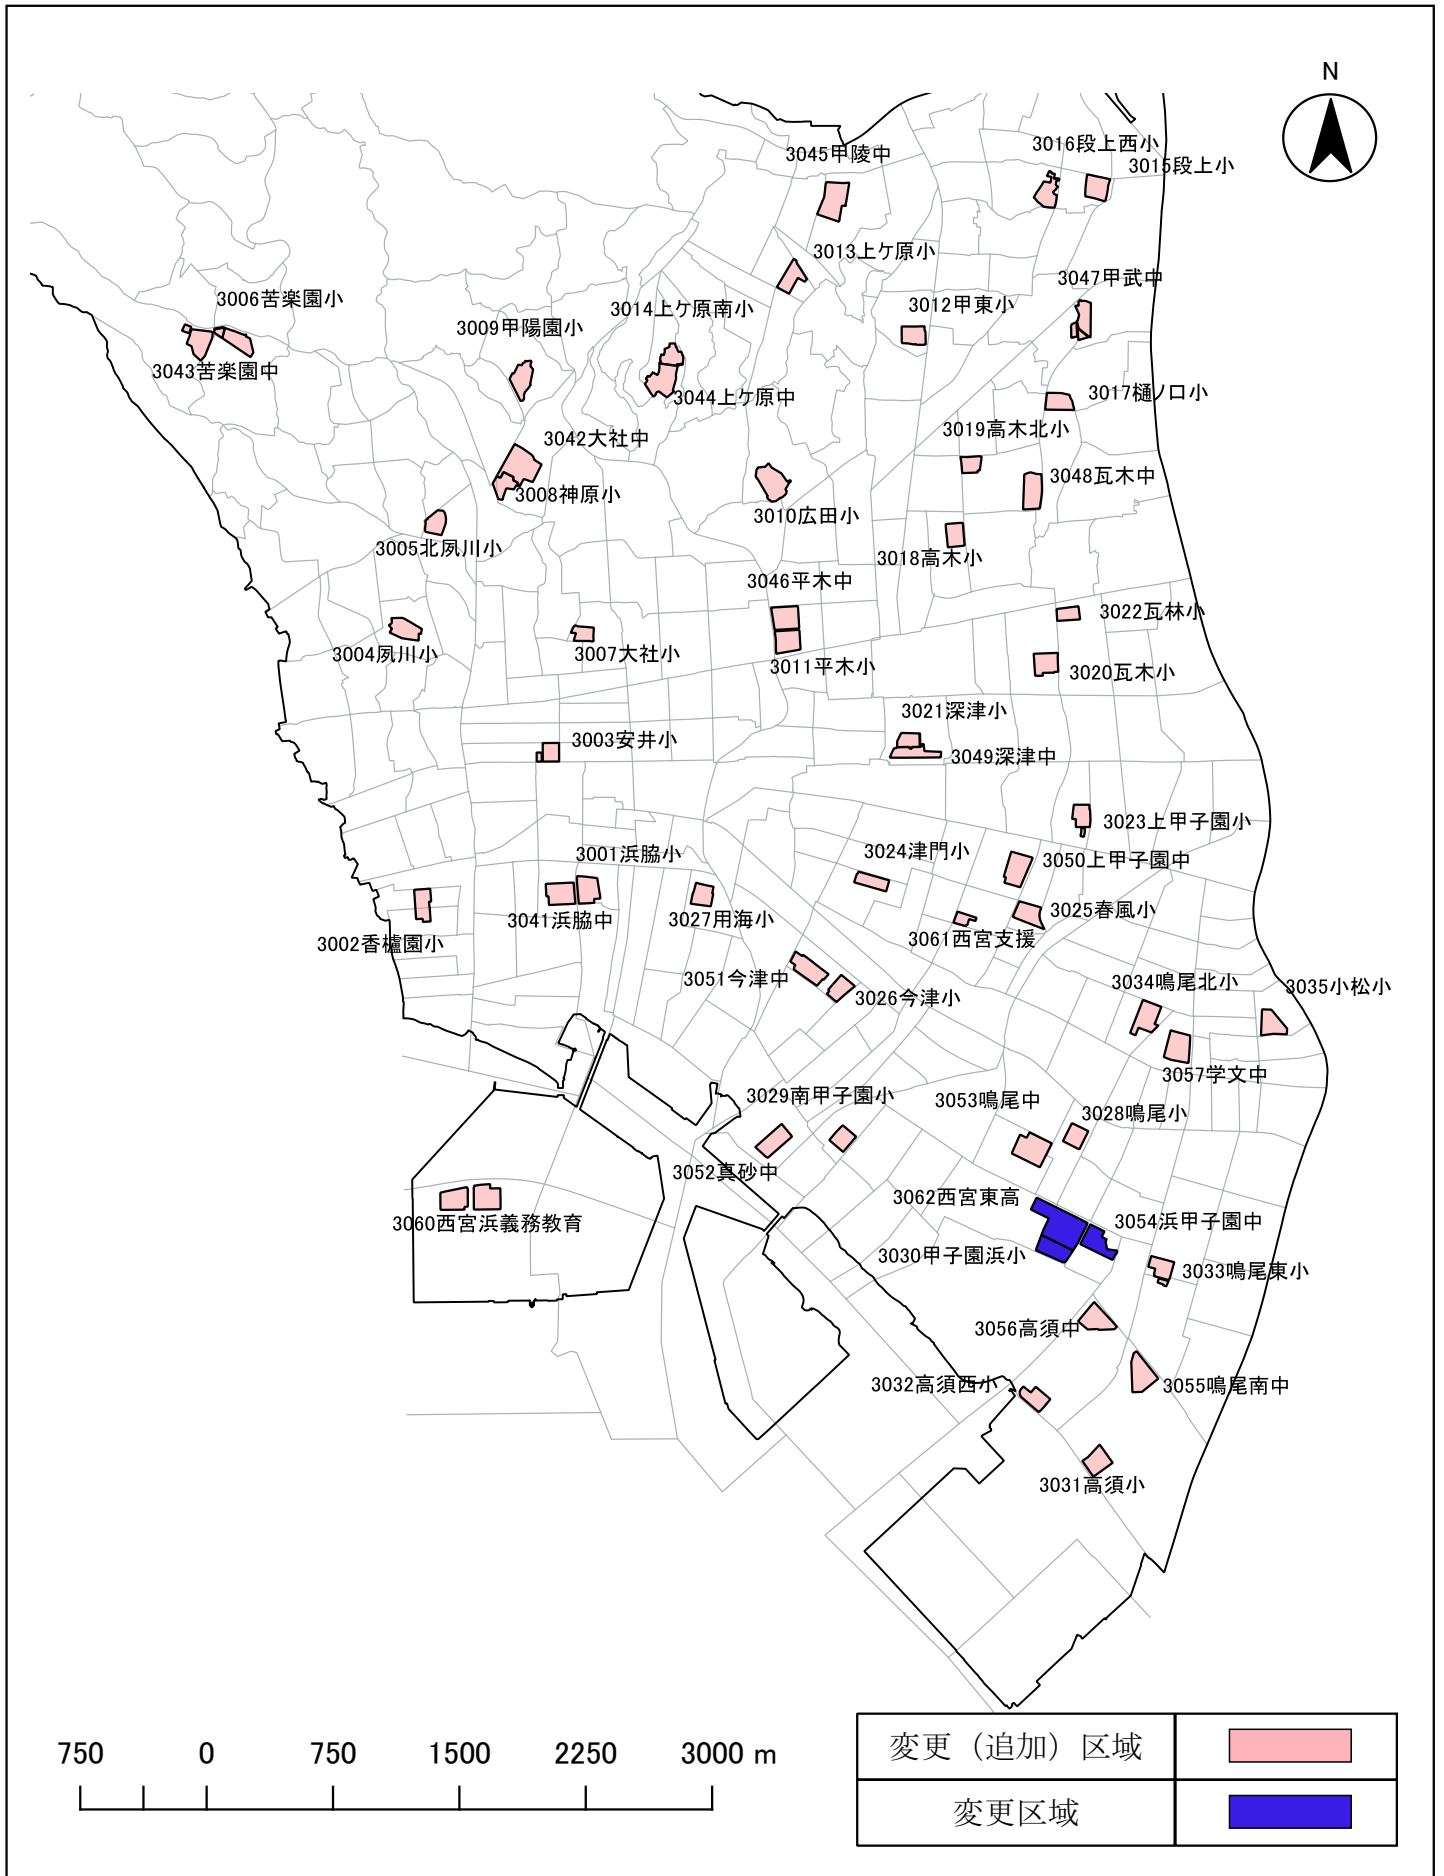 N
3016段上西小
3045甲陵中
3015段上小
3013上ケ原小
3047甲武中
3006苦楽園小
3014上ケ原南小
3012甲東小
3009甲陽園小
3043苦楽園中
3044上ケ原中
3017樋ノ口小
3019高木北小
3042大社中
3048瓦木中
3008神原小
3010広田小
3005北夙川小
3018高木小
3046平木中
3022瓦林小
3004夙川小
3007大社小
3011平木小
3020瓦木小
3021深津小
3003安井小
3049深津中
3023上甲子園小
3024津門小
3001浜脇小
3050上甲子園中
3041浜脇中
3027用海小
3025春風小
3002香櫨園小
3061西宮支援
3051今津中
3034鳴尾北小
3035小松小
3026今津小
3057学文中
3029南甲子園小
3053鳴尾中
3028鳴尾小
3052真砂中
3062西宮東高
3060西宮浜義務教育
3054浜甲子園中
3030甲子園浜小
3033鳴尾東小
3056高須中
3032高須西小
3055鳴尾南中
3031高須小
750 0 750 1500 2250 3000 m
変更（追加）区域
変更区域